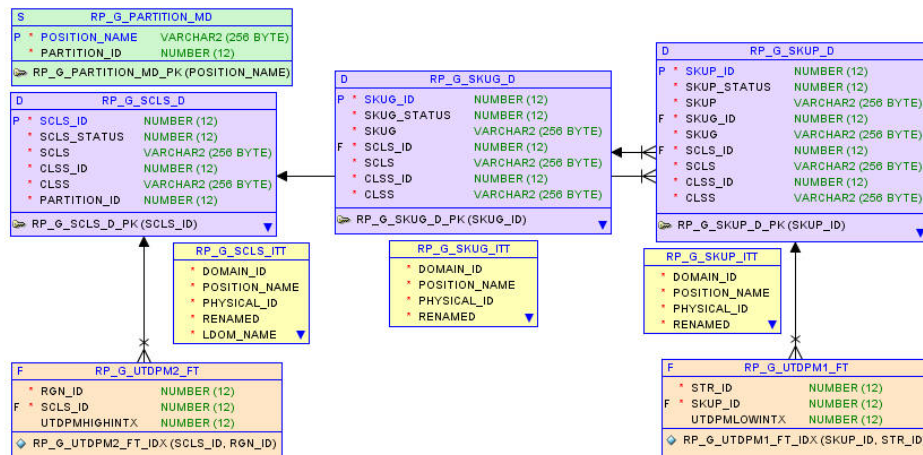 S RP_G_PARTITION_MD
P * POSITION_NAME VARCHAR2 (256 BYTE)
* PARTITION_ID NUMBER (12)
RP_G_PARTITION_MD_PK (POSITION_NAME)
D RP_G_SCLS_D
P * SCLS_ID NUMBER (12)
* SCLS_STATUS NUMBER (12)
* SCLS VARCHAR2 (256 BYTE)
* CLSS_ID NUMBER (12)
* CLSS VARCHAR2 (256 BYTE)
* PARTITION_ID NUMBER (12)
RP_G_SCLS_D_PK (SCLS_ID)
D RP_G_SKUG_D
P * SKUG_ID NUMBER (12)
* SKUG_STATUS NUMBER (12)
* SKUG VARCHAR2 (256 BYTE)
F * SCLS_ID NUMBER (12)
* SCLS VARCHAR2 (256 BYTE)
* CLSS_ID NUMBER (12)
* CLSS VARCHAR2 (256 BYTE)
RP_G_SKUG_D_PK (SKUG_ID)
D RP_G_SKUP_D
P * SKUP_ID NUMBER (12)
* SKUP_STATUS NUMBER (12)
* SKUP VARCHAR2 (256 BYTE)
F * SKUG_ID NUMBER (12)
* SKUG VARCHAR2 (256 BYTE)
F * SCLS_ID NUMBER (12)
* SCLS VARCHAR2 (256 BYTE)
* CLSS_ID NUMBER (12)
* CLSS VARCHAR2 (256 BYTE)
RP_G_SKUP_D_PK (SKUP_ID)
RP_G_SCLS_ITT
* DOMAIN_ID
* POSITION_NAME
* PHYSICAL_ID
* RENAMED
* LDOM_NAME
RP_G_SKUG_ITT
* DOMAIN_ID
* POSITION_NAME
* PHYSICAL_ID
* RENAMED
RP_G_SKUP_ITT
* DOMAIN_ID
* POSITION_NAME
* PHYSICAL_ID
* RENAMED
F RP_G_UTDPM2_FT
* RGN_ID NUMBER (12)
F * SCLS_ID NUMBER (12)
UTDPMHIGHINTX NUMBER (12)
RP_G_UTDPM2_FT_IDX (SCLS_ID, RGN_ID)
F RP_G_UTDPM1_FT
* STR_ID NUMBER (12)
F * SKUP_ID NUMBER (12)
UTDPMLOWINTX NUMBER (12)
RP_G_UTDPM1_FT_IDX (SKUP_ID, STR_ID